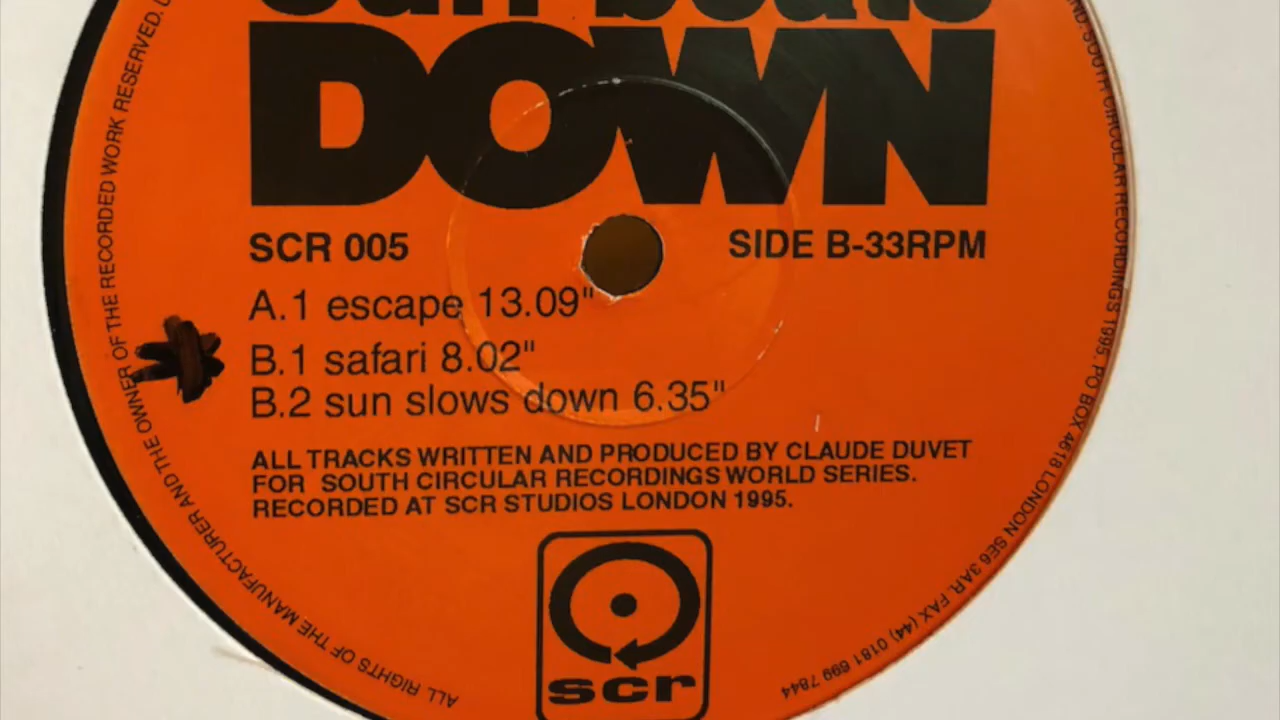 DOWN
SCR 005
SIDE B-33RPM
A.1 escape 13.09"
B.1 safari 8.02"
B.2 sun slows down 6.35"
ALL TRACKS WRITTEN AND PRODUCED BY CLAUDE DUVET
FOR SOUTH CIRCULAR RECORDINGS WORLD SERIES.
RECORDED AT SCR STUDIOS LONDON 1995.
scr
ALL RIGHTS OF THE MANUFACTURER AND THE OWNER OF THE RECORDED WORK RESERVED.
SOUTH CIRCULAR RECORDINGS 1995. PO BOX 4618 LONDON SE6 3AR. FAX (44) 0181 699 7844